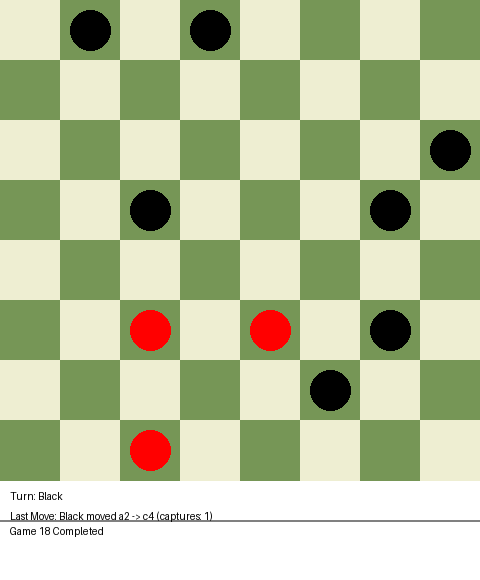 Turn: Black
Last Move: Black moved a2 -> c4 (captures: 1)
Game 18 Completed